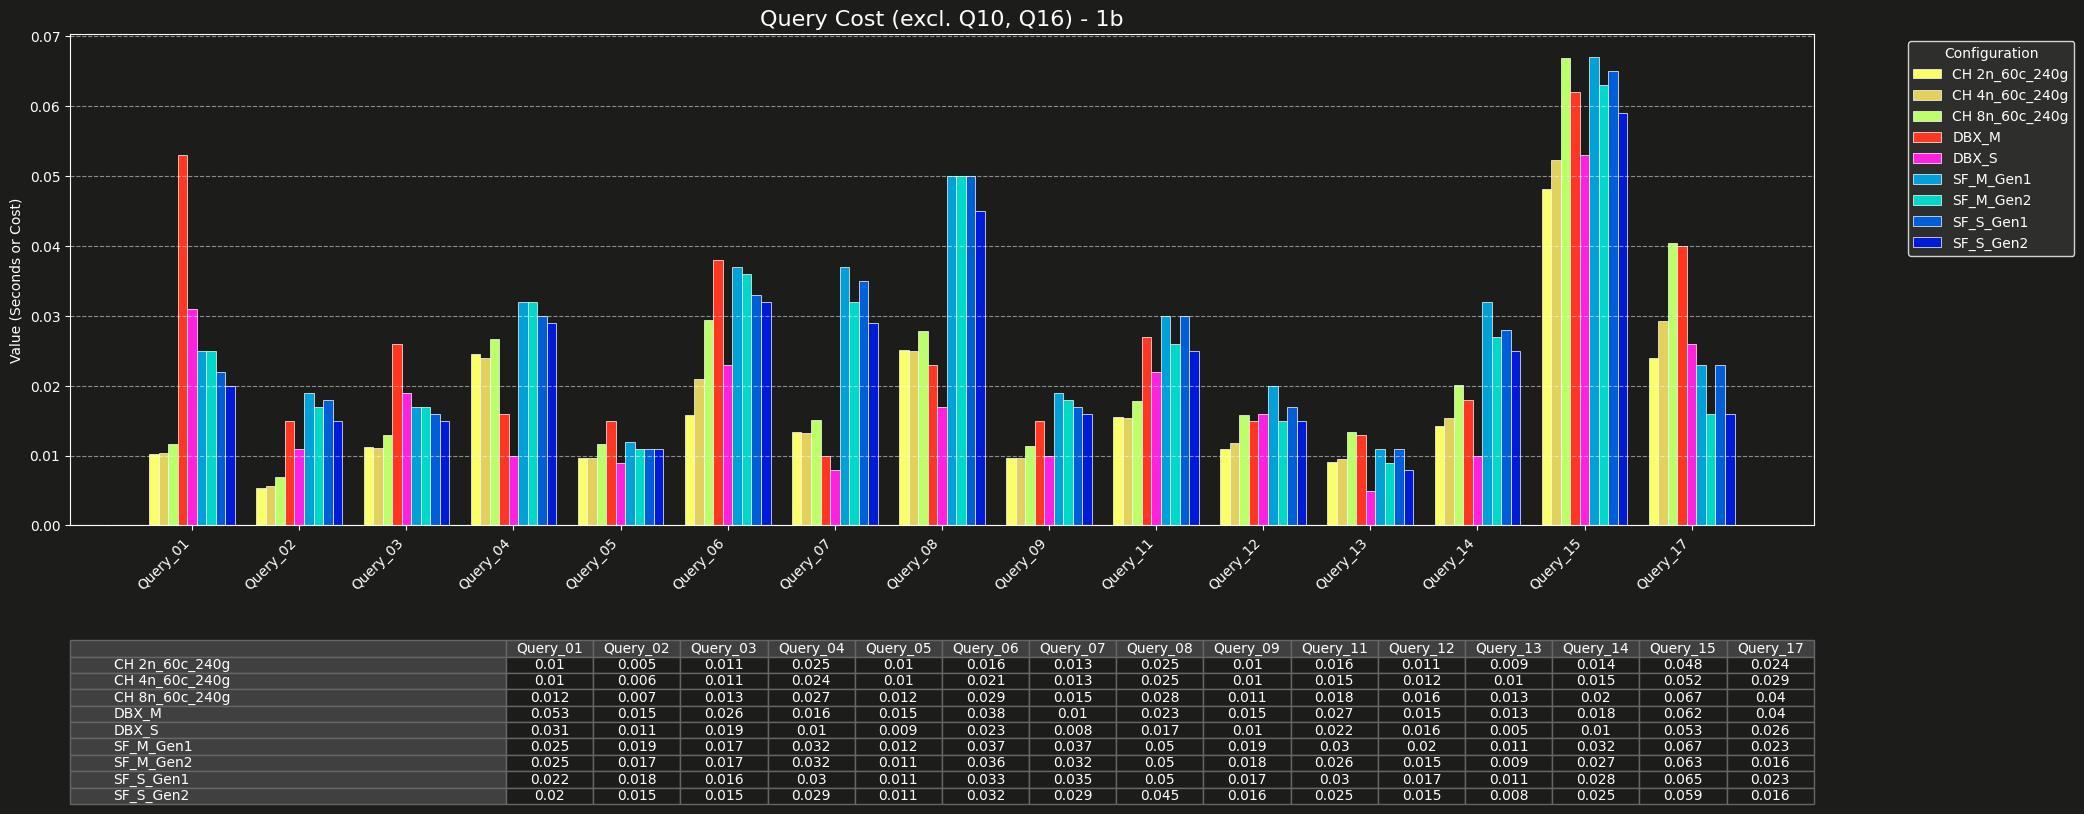 Query Cost (excl. Q10, Q16) - 1b
Value (Seconds or Cost)
0.07
0.06
0.05
0.04
0.03
0.02
0.01
0.00
Configuration
CH 2n_60c_240g
CH 4n_60c_240g
CH 8n_60c_240g
DBX_M
DBX_S
SF_M_Gen1
SF_M_Gen2
SF_S_Gen1
SF_S_Gen2
Query_01 Query_02 Query_03 Query_04 Query_05 Query_06 Query_07 Query_08 Query_09 Query_11 Query_12 Query_13 Query_14 Query_15 Query_17
Query_01 Query_02 Query_03 Query_04 Query_05 Query_06 Query_07 Query_08 Query_09 Query_11 Query_12 Query_13 Query_14 Query_15 Query_17
CH 2n_60c_240g 0.01 0.005 0.011 0.025 0.01 0.016 0.013 0.025 0.01 0.016 0.011 0.009 0.014 0.048 0.024
CH 4n_60c_240g 0.01 0.006 0.011 0.024 0.01 0.021 0.013 0.025 0.01 0.015 0.012 0.01 0.015 0.052 0.029
CH 8n_60c_240g 0.012 0.007 0.013 0.027 0.012 0.029 0.015 0.028 0.011 0.018 0.016 0.013 0.02 0.067 0.04
DBX_M 0.053 0.015 0.026 0.016 0.015 0.038 0.01 0.023 0.015 0.027 0.015 0.013 0.018 0.062 0.04
DBX_S 0.031 0.011 0.019 0.01 0.009 0.023 0.008 0.017 0.01 0.022 0.016 0.005 0.01 0.053 0.026
SF_M_Gen1 0.025 0.019 0.017 0.032 0.012 0.037 0.037 0.05 0.019 0.03 0.02 0.011 0.032 0.067 0.023
SF_M_Gen2 0.025 0.017 0.017 0.032 0.011 0.036 0.032 0.05 0.018 0.026 0.015 0.009 0.027 0.063 0.016
SF_S_Gen1 0.022 0.018 0.016 0.03 0.011 0.033 0.035 0.05 0.017 0.03 0.017 0.011 0.028 0.065 0.023
SF_S_Gen2 0.02 0.015 0.015 0.029 0.011 0.032 0.029 0.045 0.016 0.025 0.015 0.008 0.025 0.059 0.016